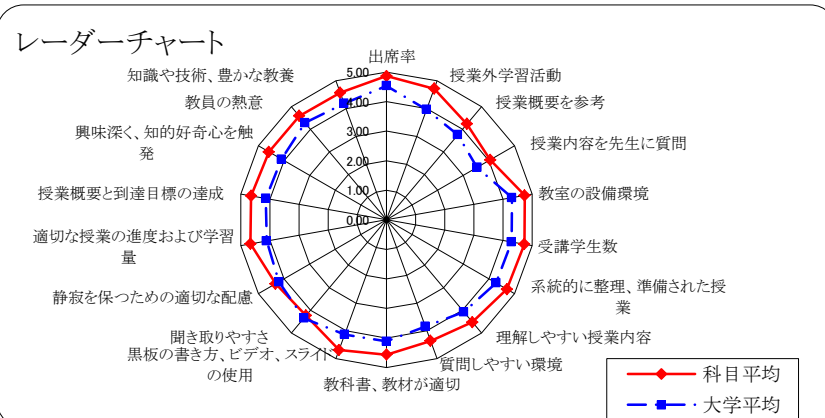 レーダーチャート
出席率
授業外学習活動
授業概要を参考
授業内容を先生に質問
教室の設備環境
受講学生数
系統的に整理、準備された授
業
理解しやすい授業内容
質問しやすい環境
教科書、教材が適切
黒板の書き方、ビデオ、スライド
の使用
聞き取りやすさ
静寂を保つための適切な配慮
適切な授業の進度および学習
量
授業概要と到達目標の達成
興味深く、知的好奇心を触
発
教員の熱意
知識や技術、豊かな教養
5.00
4.00
3.00
2.00
1.00
0.00
科目平均
大学平均